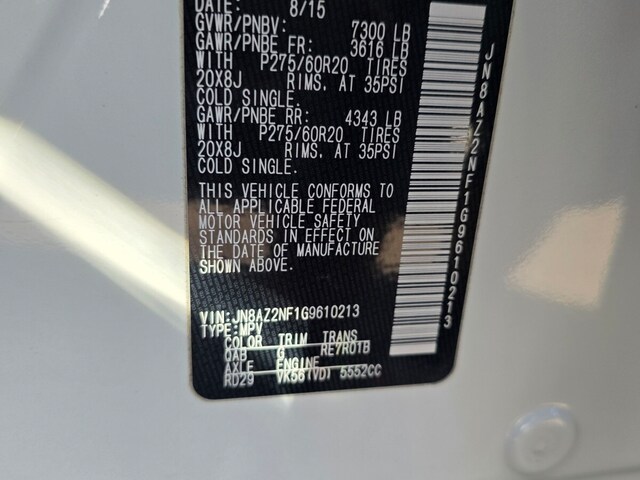 DATE: 8/15
GVWR/PNBV: 7300 LB
GAWR/PNBE FR: 3616 LB
WITH P275/60R20 TIRES
20X8J RIMS, AT 35PSI
COLD SINGLE.
GAWR/PNBE RR: 4343 LB
WITH P275/60R20 TIRES
20X8J RIMS, AT 35PSI
COLD SINGLE.
THIS VEHICLE CONFORMS TO
ALL APPLICABLE FEDERAL
MOTOR VEHICLE SAFETY
STANDARDS IN EFFECT ON
THE DATE OF MANUFACTURE
SHOWN ABOVE.
VIN:JN8AZ2NF1G9610213
TYPE:MPV
COLOR TRIM TRANS
QAB G RE7R01B
AXLE ENGINE
RD29 VK56(VD) 5552CC
JN8AZ2NF1G9610213